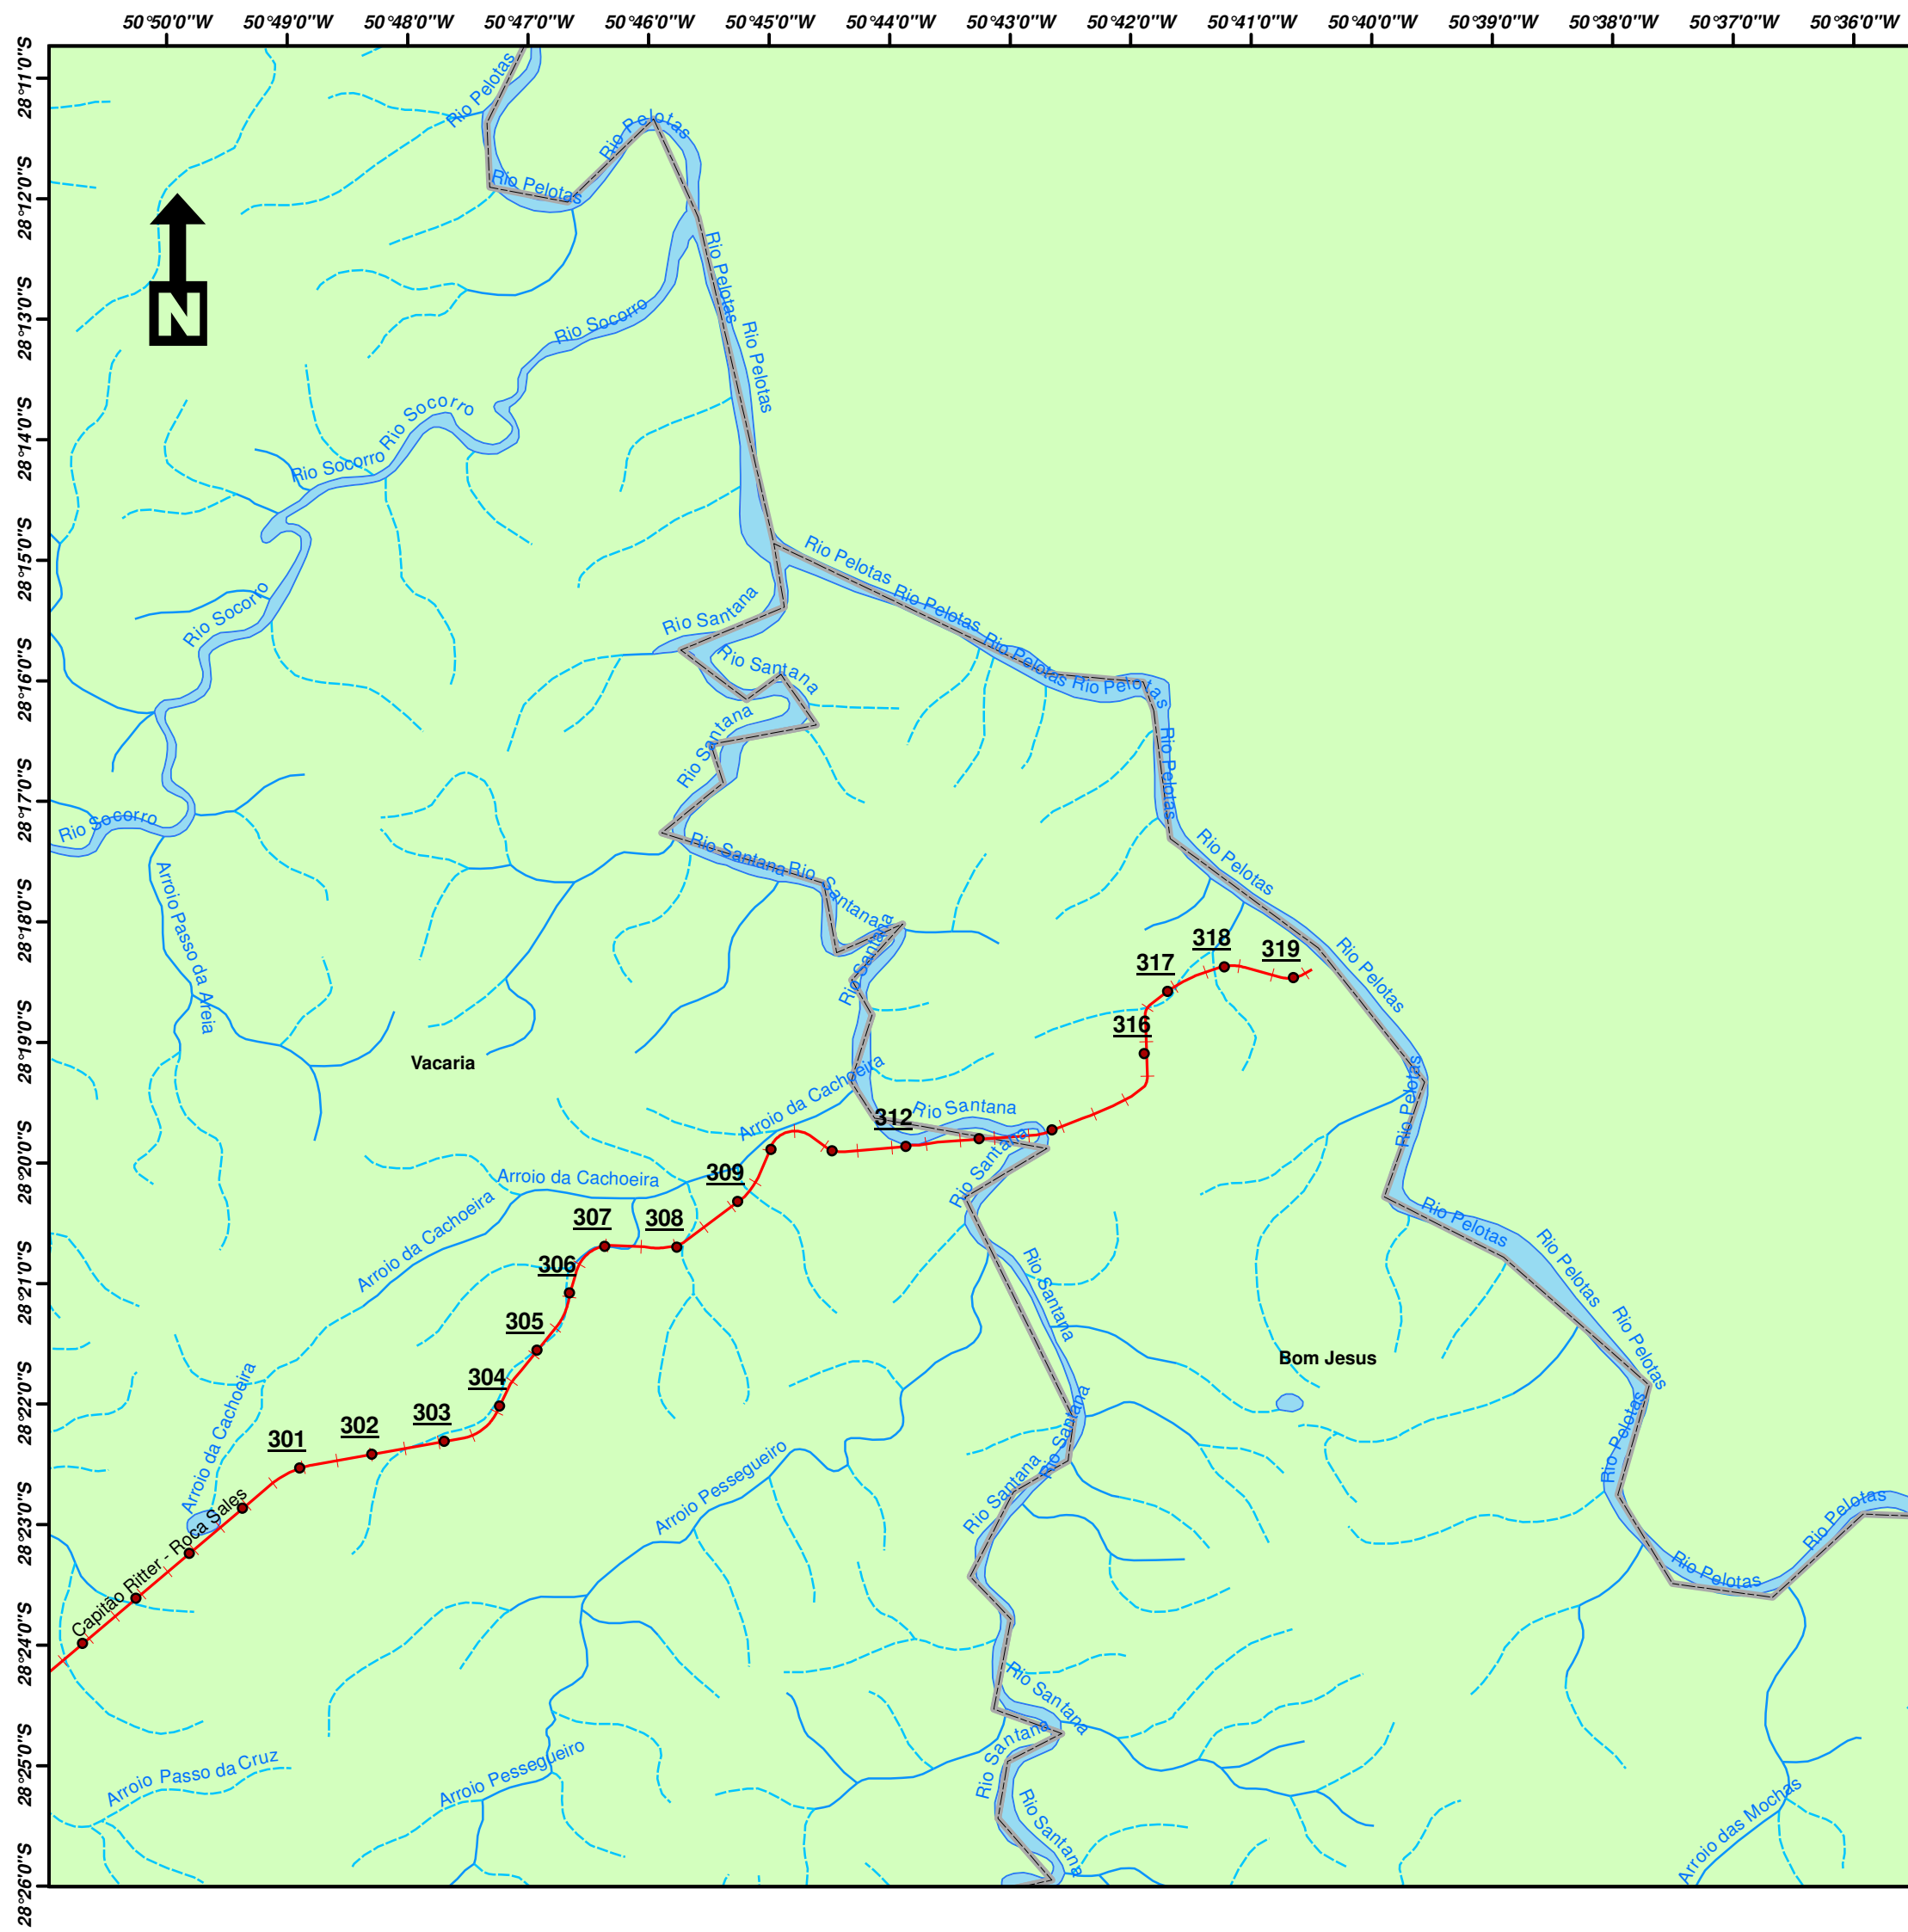 50°50'0"W 50°49'0"W 50°48'0"W 50°47'0"W 50°46'0"W 50°45'0"W 50°44'0"W 50°43'0"W 50°42'0"W 50°41'0"W 50°40'0"W 50°39'0"W 50°38'0"W 50°37'0"W 50°36'0"W
28°11'0"S
28°12'0"S
28°13'0"S
28°14'0"S
28°15'0"S
28°16'0"S
28°17'0"S
28°18'0"S
28°19'0"S
28°20'0"S
28°21'0"S
28°22'0"S
28°23'0"S
28°24'0"S
28°25'0"S
28°26'0"S
N
Rio Pelotas
Rio Pelotas
Rio Pelotas
Rio Pelotas
Rio Pelotas
Rio Socorro
Rio Socorro
Rio Socorro
Rio Socorro
Rio Socorro
Rio Pelotas
Rio Pelotas
Rio Pelotas
Rio Pelotas
Rio Pelotas
Rio Santana
Rio Santana
Rio Santana
Rio Santana
Rio Santana
Rio Santana
Rio Pelotas
Rio Pelotas
Rio Pelotas
Arroio Passo da Areia
Vacaria
Arroio da Cachoeira
Rio Santana
Rio Santana
Arroio da Cachoeira
Arroio da Cachoeira
Arroio da Cachoeira
319
318
317
316
312
309
308
307
306
305
304
303
302
301
Capitão Ritter - Roca Sales
Rio Pelotas
Rio Pelotas
Rio Pelotas
Rio Pelotas
Rio Pelotas
Rio Pelotas
Bom Jesus
Rio Santana
Rio Santana
Rio Santana
Arroio Pessegueiro
Arroio Pessegueiro
Rio Santana
Rio Santana
Rio Santana
Arroio Passo da Cruz
Arroio das Mochas